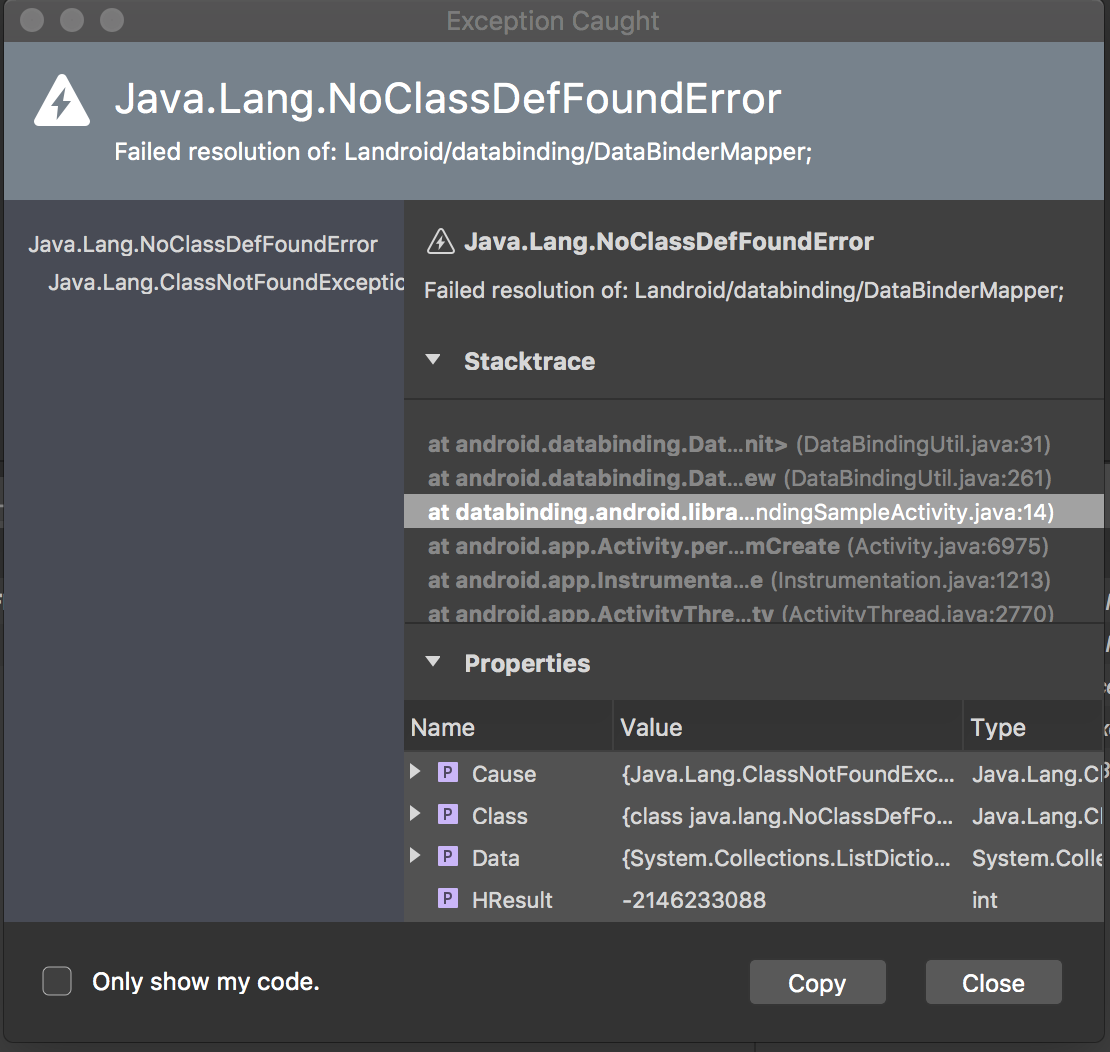 Exception Caught
Java.Lang.NoClassDefFoundError
Failed resolution of: Landroid/databinding/DataBinderMapper;
Java.Lang.NoClassDefFoundError
Java.Lang.ClassNotFoundExceptio
Java.Lang.NoClassDefFoundError
Failed resolution of: Landroid/databinding/DataBinderMapper;
Stacktrace
at android.databinding.Dat...nit> (DataBindingUtil.java:31)
at android.databinding.Dat...ew (DataBindingUtil.java:261)
at databinding.android.libra...ndingSampleActivity.java:14)
at android.app.Activity.per...mCreate (Activity.java:6975)
at android.app.Instrumenta...e (Instrumentation.java:1213)
at android.app.ActivityThre...ty (ActivityThread.java:2770)
Properties
Name Value Type
P Cause {Java.Lang.ClassNotFoundExc... Java.Lang.Cl
P Class {class java.lang.NoClassDefFo... Java.Lang.Cl
P Data {System.Collections.ListDictio... System.Colle
P HResult -2146233088 int
Only show my code.
Copy Close